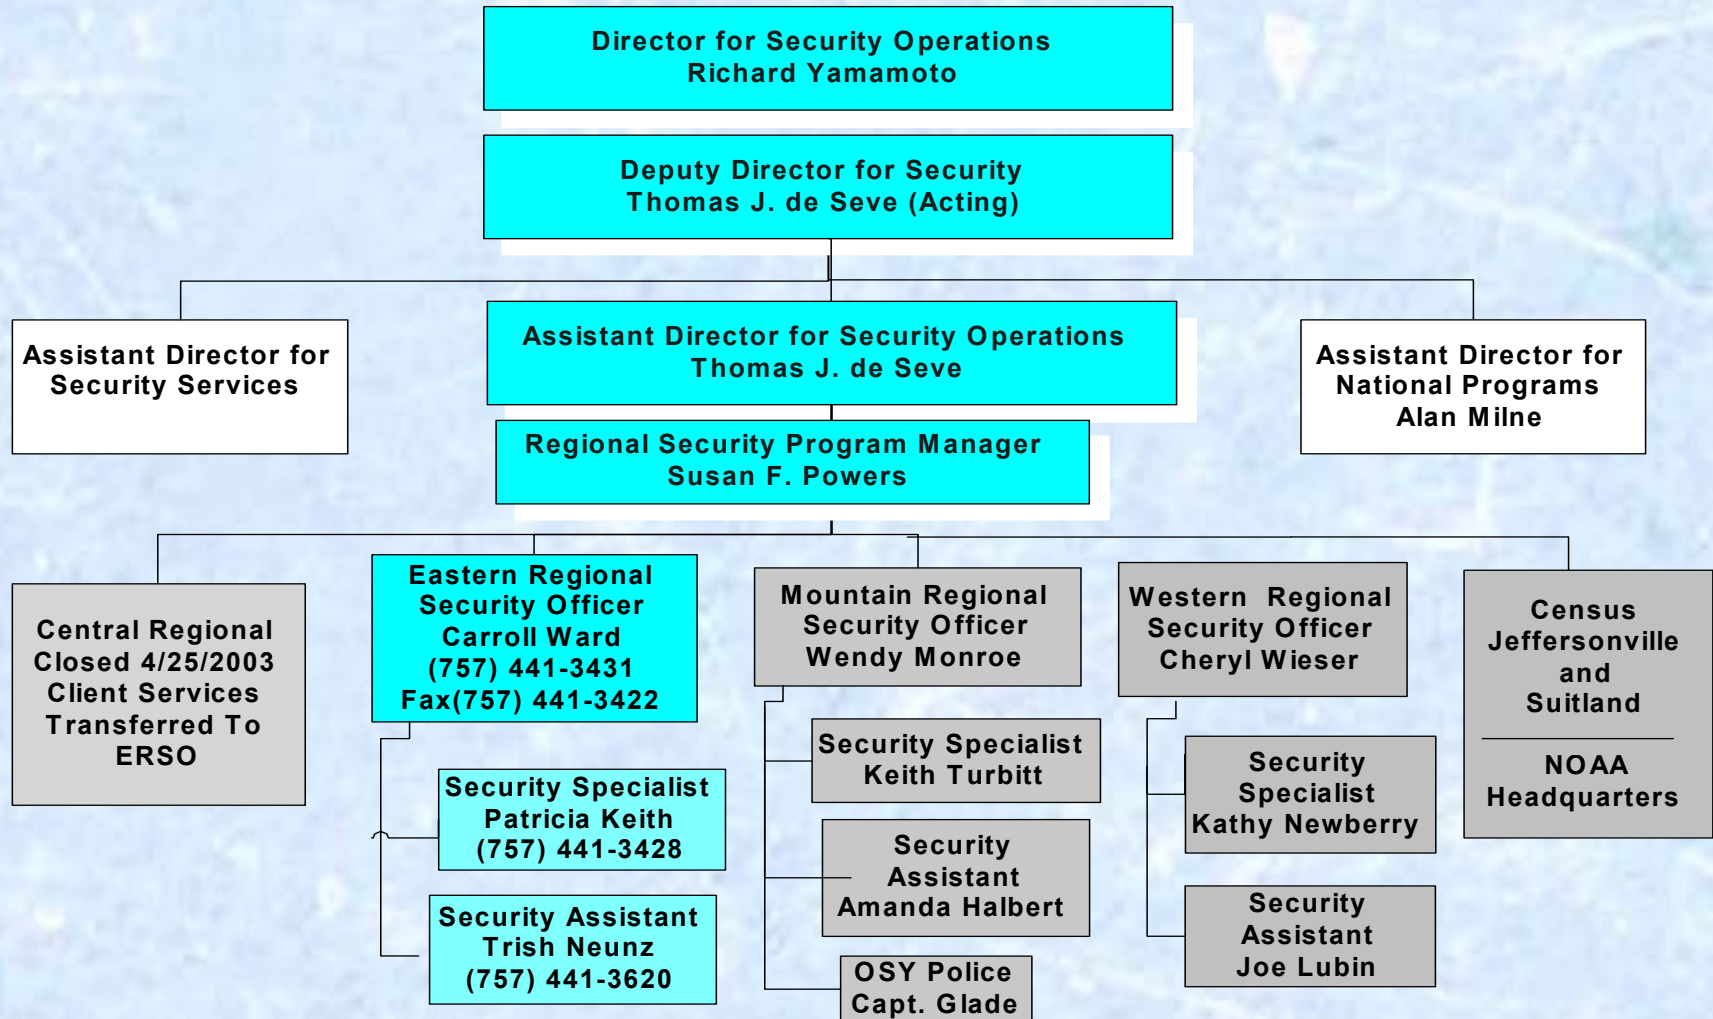 Director for Security Operations
Richard Yamamoto
Deputy Director for Security
Thomas J. de Seve (Acting)
Assistant Director for
Security Services
Assistant Director for Security Operations
Thomas J. de Seve
Assistant Director for
National Programs
Alan Milne
Regional Security Program Manager
Susan F. Powers
Central Regional
Closed 4/25/2003
Client Services
Transferred To
ERSO
Eastern Regional
Security Officer
Carroll Ward
(757) 441-3431
Fax(757) 441-3422
Security Specialist
Patricia Keith
(757) 441-3428
Security Assistant
Trish Neunz
(757) 441-3620
Mountain Regional
Security Officer
Wendy Monroe
Security Specialist
Keith Turbitt
Security
Assistant
Amanda Halbert
OSY Police
Capt. Glade
Western Regional
Security Officer
Cheryl Wieser
Security
Specialist
Kathy Newberry
Security
Assistant
Joe Lubin
Census
Jeffersonville
and
Suitland
NOAA
Headquarters